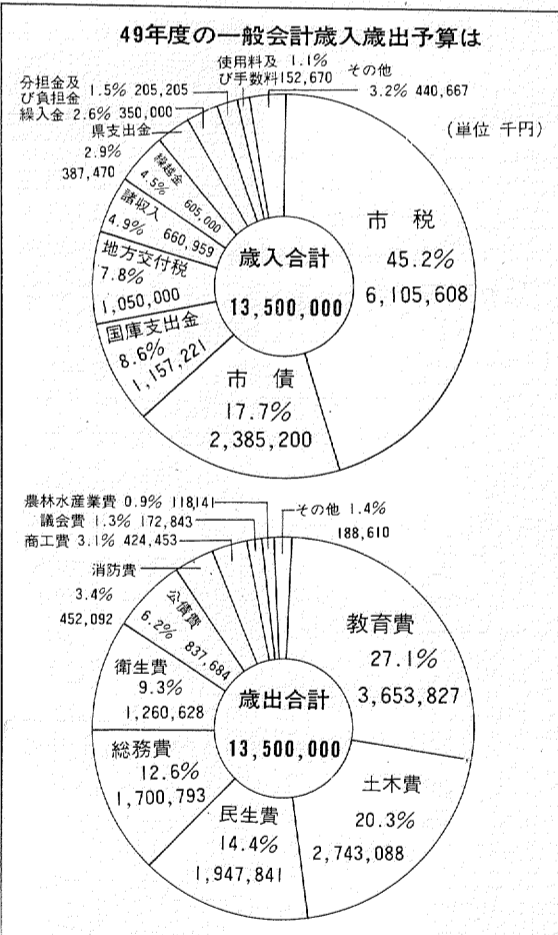 49年度の一般会計歳入歳出予算は
(単位 千円)
歳入合計
13,500,000
市 税
45.2%
6,105,608
市 債
17.7%
2,385,200
国庫支出金
8.6%
1,157,221
地方交付税
7.8%
1,050,000
諸収入
4.9% 660,959
繰越金
4.5% 605,000
県支出金
2.9%
387,470
繰入金 2.6% 350,000
分担金及
び負担金 1.5% 205,205
使用料及 1.1%
び手数料152,670
その他
3.2% 440,667
歳出合計
13,500,000
教育費
27.1%
3,653,827
土木費
20.3%
2,743,088
民生費
14.4%
1,947,841
総務費
12.6%
1,700,793
衛生費
9.3%
1,260,628
公債費
6.2% 837,684
消防費
3.4%
452,092
商工費 3.1% 424,453
議会費 1.3% 172,843
農林水産業費 0.9% 118,141
その他 1.4%
188,610